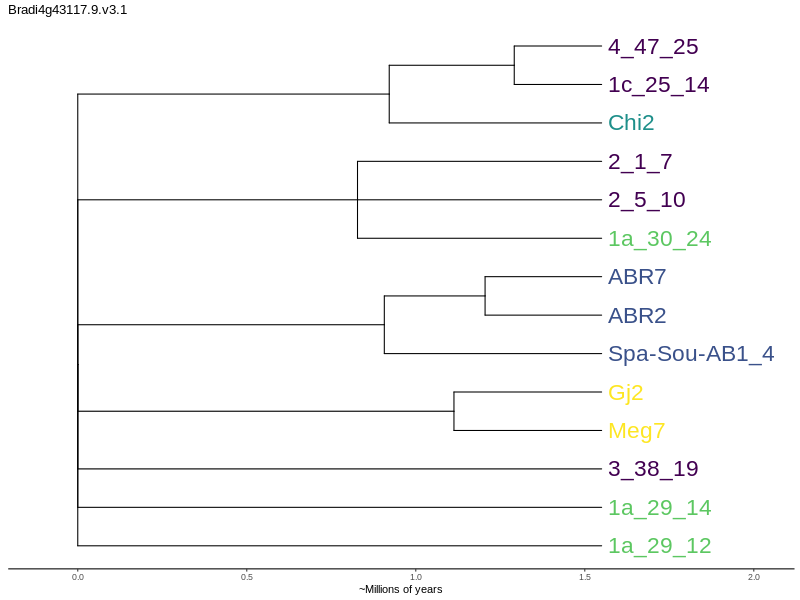 Bradi4g43117.9.v3.1
4_47_25
1c_25_14
Chi2
2_1_7
2_5_10
1a_30_24
ABR7
ABR2
Spa-Sou-AB1_4
Gj2
Meg7
3_38_19
1a_29_14
1a_29_12
0.0 0.5 1.0 1.5 2.0
~Millions of years